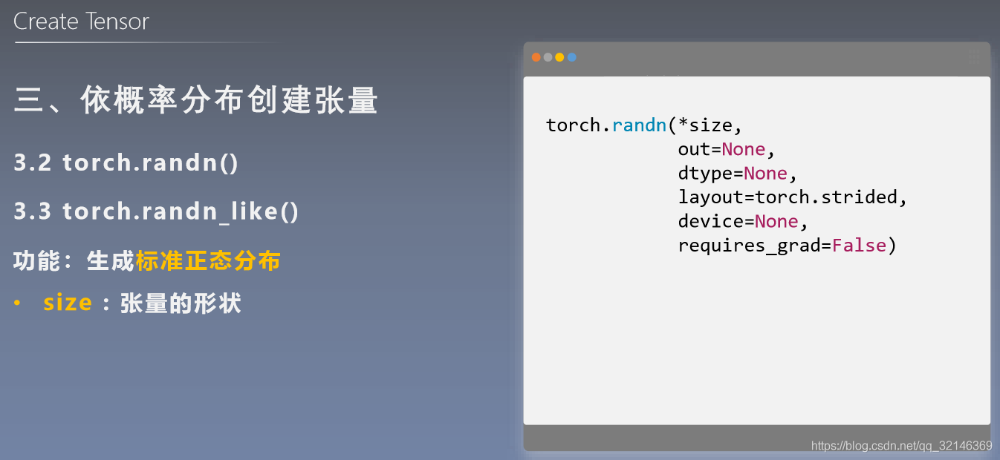 Create Tensor
三、依概率分布创建张量
3.2 torch.randn()
3.3 torch.randn_like()
功能：生成标准正态分布
• size : 张量的形状
torch.randn(*size,
out=None,
dtype=None,
layout=torch.strided,
device=None,
requires_grad=False)
https://blog.csdn.net/qq_32146369